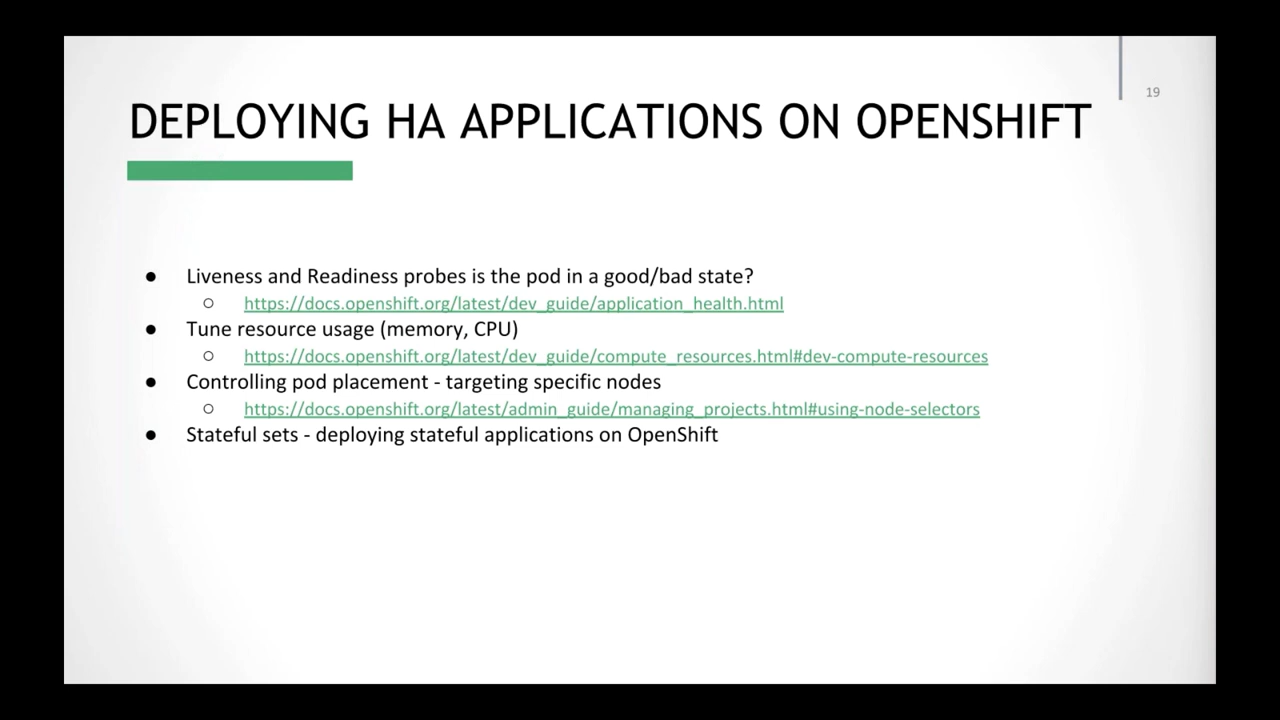 19
DEPLOYING HA APPLICATIONS ON OPENSHIFT
● Liveness and Readiness probes is the pod in a good/bad state?
○ https://docs.openshift.org/latest/dev_guide/application_health.html
● Tune resource usage (memory, CPU)
○ https://docs.openshift.org/latest/dev_guide/compute_resources.html#dev-compute-resources
● Controlling pod placement - targeting specific nodes
○ https://docs.openshift.org/latest/admin_guide/managing_projects.html#using-node-selectors
● Stateful sets - deploying stateful applications on OpenShift